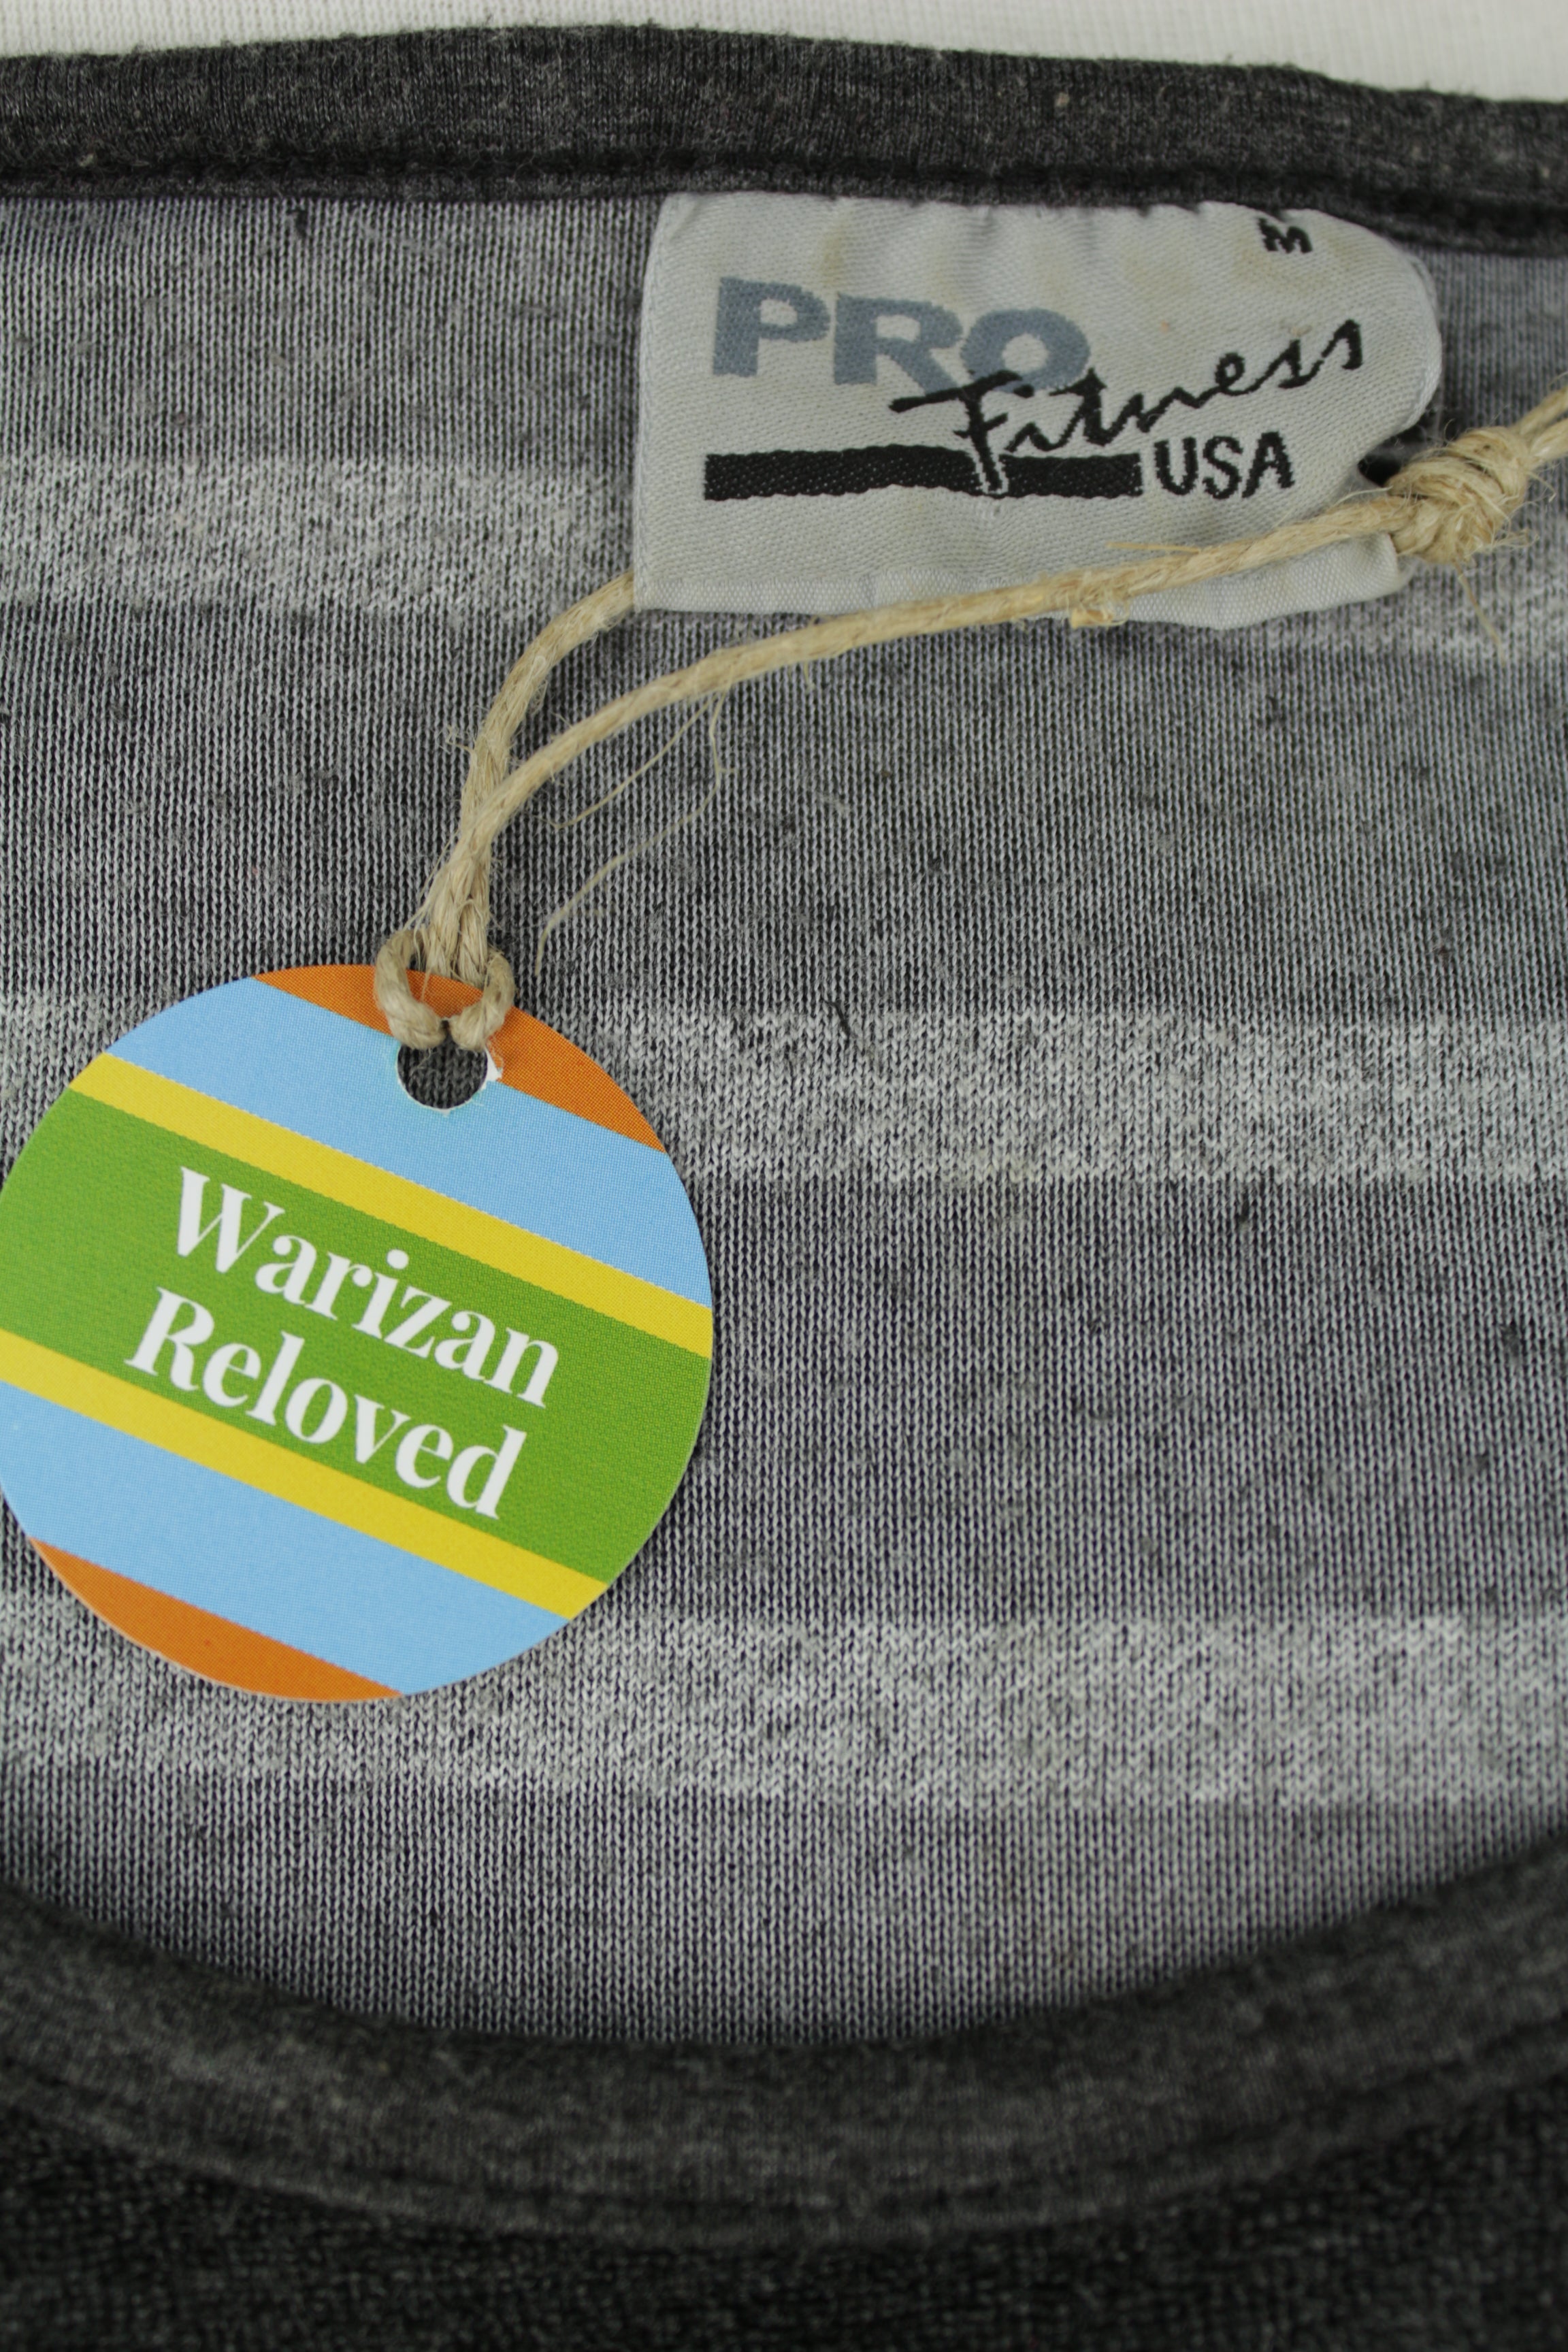 M
PRO
Fitness
USA
Warizan
Reloved